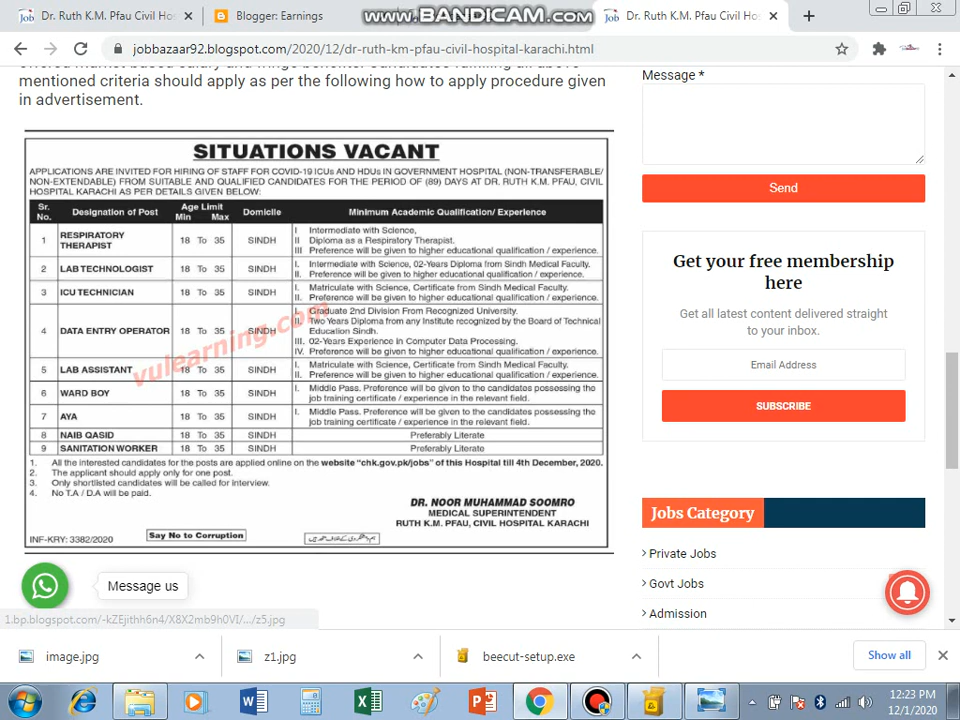 Dr. Ruth K.M. Pfau Civil Hos
Blogger: Earnings
WWW.BANDICAM.COM
Dr. Ruth K.M. Pfau Civil Hos
jobbazar92.blogspot.com/2020/12/dr-ruth-km-pfau-civil-hospital-karachi.html
mentioned criteria should apply as per the following how to apply procedure given
in advertisement.
SITUATIONS VACANT
APPLICATIONS ARE INVITED FOR HIRING OF STAFF FOR COVID-19 ICUs AND HDUs IN GOVERNMENT HOSPITAL (NON-TRANSFERABLE/
NON-EXTENDABLE) FROM SUITABLE AND QUALIFIED CANDIDATES FOR THE PERIOD OF (89) DAYS AT DR. RUTH K.M. PFAU, CIVIL
HOSPITAL KARACHI AS PER DETAILS GIVEN BELOW:
Sr. No. Designation of Post Age Limit Min Max Domicile Minimum Academic Qualification/ Experience
1 RESPIRATORY THERAPIST 18 To 35 SINDH I Intermediate with Science,
II Diploma as a Respiratory Therapist.
III Preference will be given to higher educational qualification / experience.
2 LAB TECHNOLOGIST 18 To 35 SINDH I. Intermediate with Science, 02-Years Diploma from Sindh Medical Faculty.
II. Preference will be given to higher educational qualification / experience.
3 ICU TECHNICIAN 18 To 35 SINDH I. Matriculate with Science, Certificate from Sindh Medical Faculty.
II. Preference will be given to higher educational qualification / experience.
4 DATA ENTRY OPERATOR 18 To 35 SINDH I. Graduate 2nd Division From Recognized University.
II. Two Years Diploma from any Institute recognized by the Board of Technical
Education Sindh.
III. 02-Years Experience in Computer Data Processing.
IV. Preference will be given to higher educational qualification / experience.
5 LAB ASSISTANT 18 To 35 SINDH I. Matriculate with Science, Certificate from Sindh Medical Faculty.
II. Preference will be given to higher educational qualification / experience.
6 WARD BOY 18 To 35 SINDH I. Middle Pass. Preference will be given to the candidates possessing the
job training certificate / experience in the relevant field.
7 AYA 18 To 35 SINDH I. Middle Pass. Preference will be given to the candidates possessing the
job training certificate / experience in the relevant field.
8 NAIB QASID 18 To 35 SINDH Preferably Literate
9 SANITATION WORKER 18 To 35 SINDH Preferably Literate
vulearning.com
1. All the interested candidates for the posts are applied online on the website "chk.gov.pk/jobs" of this Hospital till 4th December, 2020.
2. The applicant should apply only for one post.
3. Only shortlisted candidates will be called for interview.
4. No T.A / D.A will be paid.
DR. NOOR MUHAMMAD SOOMRO
MEDICAL SUPERINTENDENT
RUTH K.M. PFAU, CIVIL HOSPITAL KARACHI
INF-KRY: 3382/2020
Say No to Corruption
Message us
1.bp.blogspot.com/-kZEjithh6n4/X8X2mb9h0VI/.../z5.jpg
Message *
Send
Get your free membership
here
Get all latest content delivered straight
to your inbox.
Email Address
SUBSCRIBE
Jobs Category
Private Jobs
Govt Jobs
Admission
image.jpg
z1.jpg
beecut-setup.exe
Show all
12:23 PM
12/1/2020